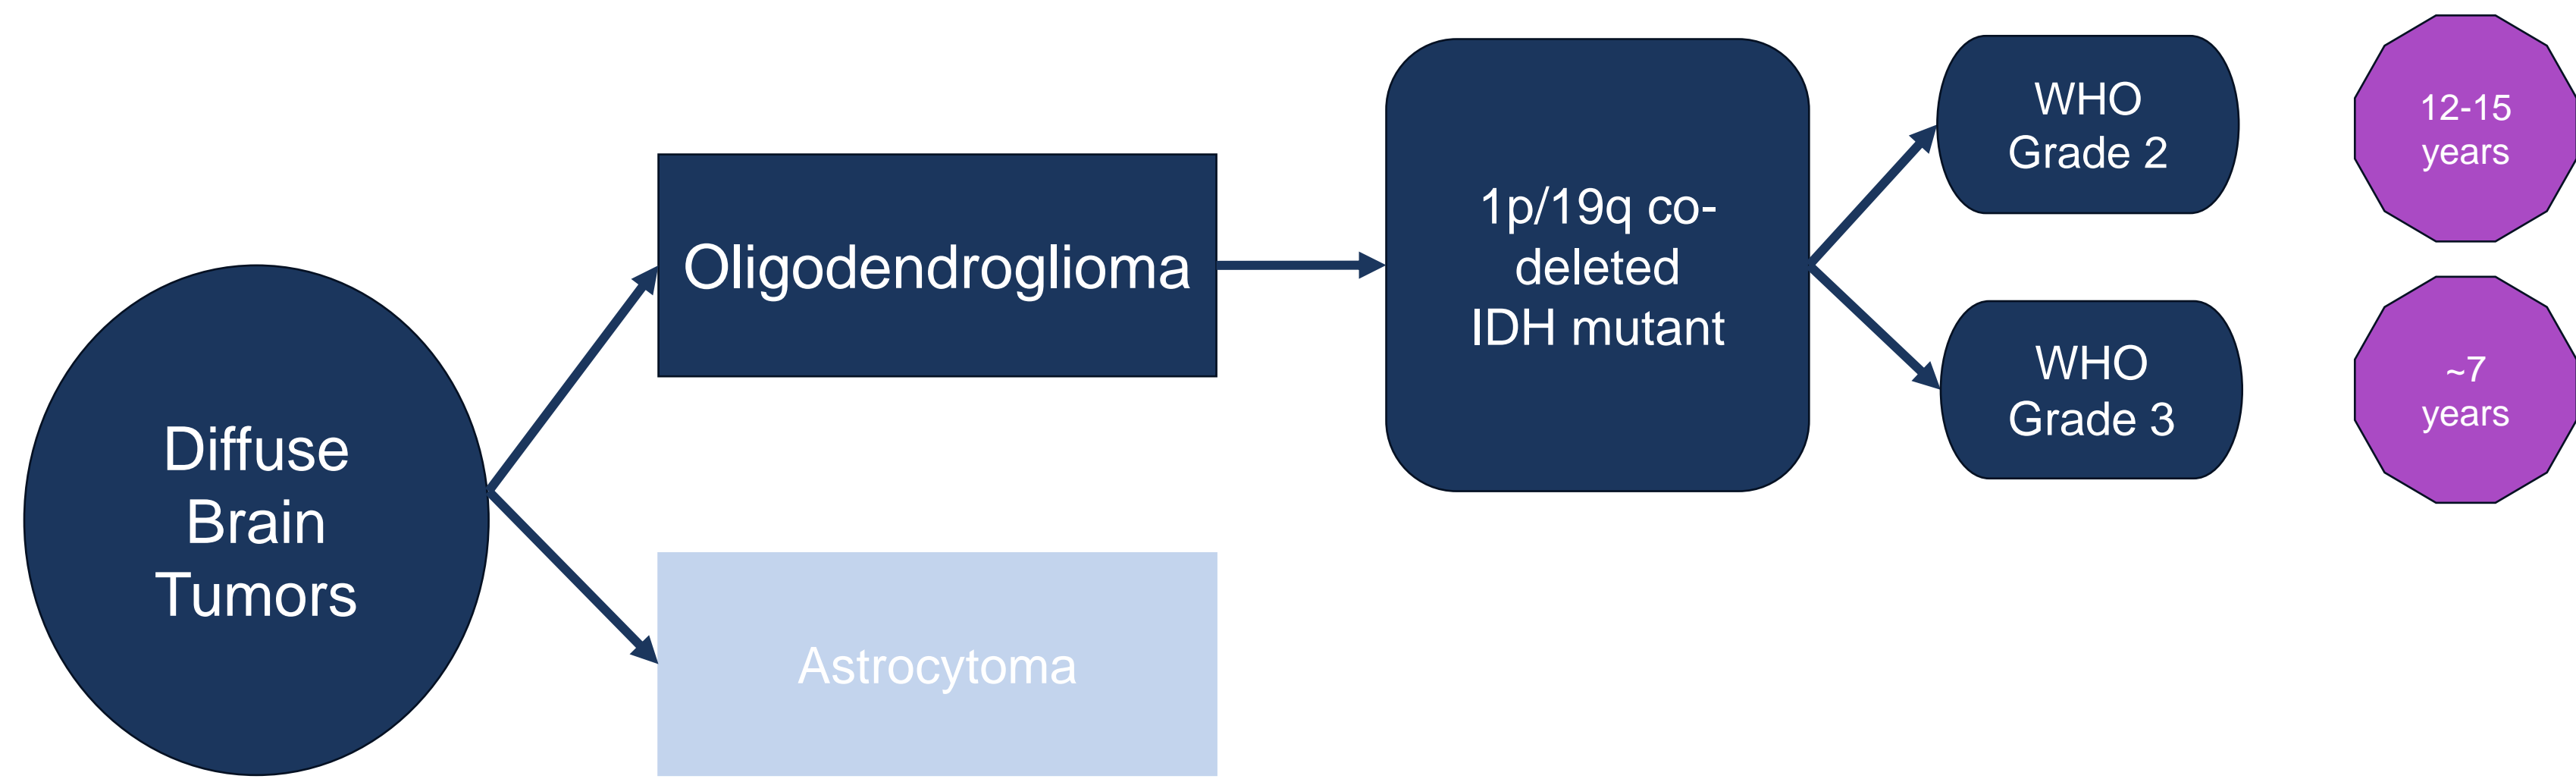 Diffuse
Brain
Tumors
Oligodendroglioma
Astrocytoma
1p/19q co-
deleted
IDH mutant
WHO
Grade 2
12-15
years
WHO
Grade 3
~7
years